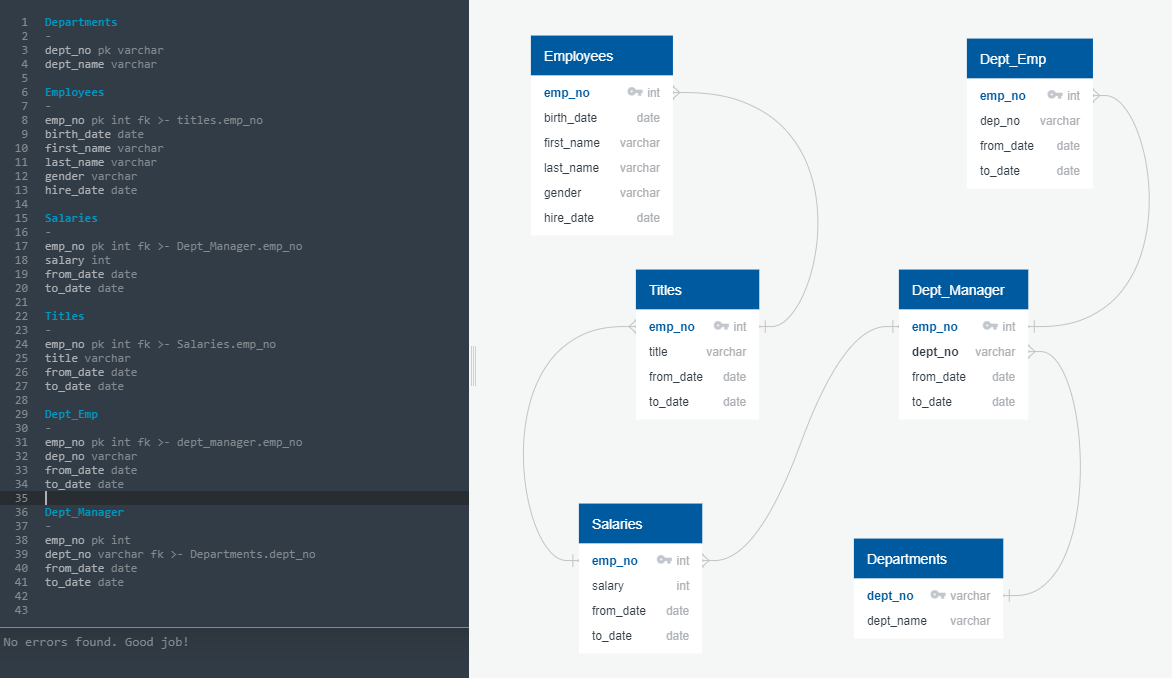 1 Departments
2 -
3 dept_no pk varchar
4 dept_name varchar
5
6 Employees
7 -
8 emp_no pk int fk >- titles.emp_no
9 birth_date date
10 first_name varchar
11 last_name varchar
12 gender varchar
13 hire_date date
14
15 Salaries
16 -
17 emp_no pk int fk >- Dept_Manager.emp_no
18 salary int
19 from_date date
20 to_date date
21
22 Titles
23 -
24 emp_no pk int fk >- Salaries.emp_no
25 title varchar
26 from_date date
27 to_date date
28
29 Dept_Emp
30 -
31 emp_no pk int fk >- dept_manager.emp_no
32 dep_no varchar
33 from_date date
34 to_date date
35
36 Dept_Manager
37 -
38 emp_no pk int
39 dept_no varchar fk >- Departments.dept_no
40 from_date date
41 to_date date
42
43
No errors found. Good job!
Employees
emp_no int
birth_date date
first_name varchar
last_name varchar
gender varchar
hire_date date
Dept_Emp
emp_no int
dep_no varchar
from_date date
to_date date
Titles
emp_no int
title varchar
from_date date
to_date date
Dept_Manager
emp_no int
dept_no varchar
from_date date
to_date date
Salaries
emp_no int
salary int
from_date date
to_date date
Departments
dept_no varchar
dept_name varchar